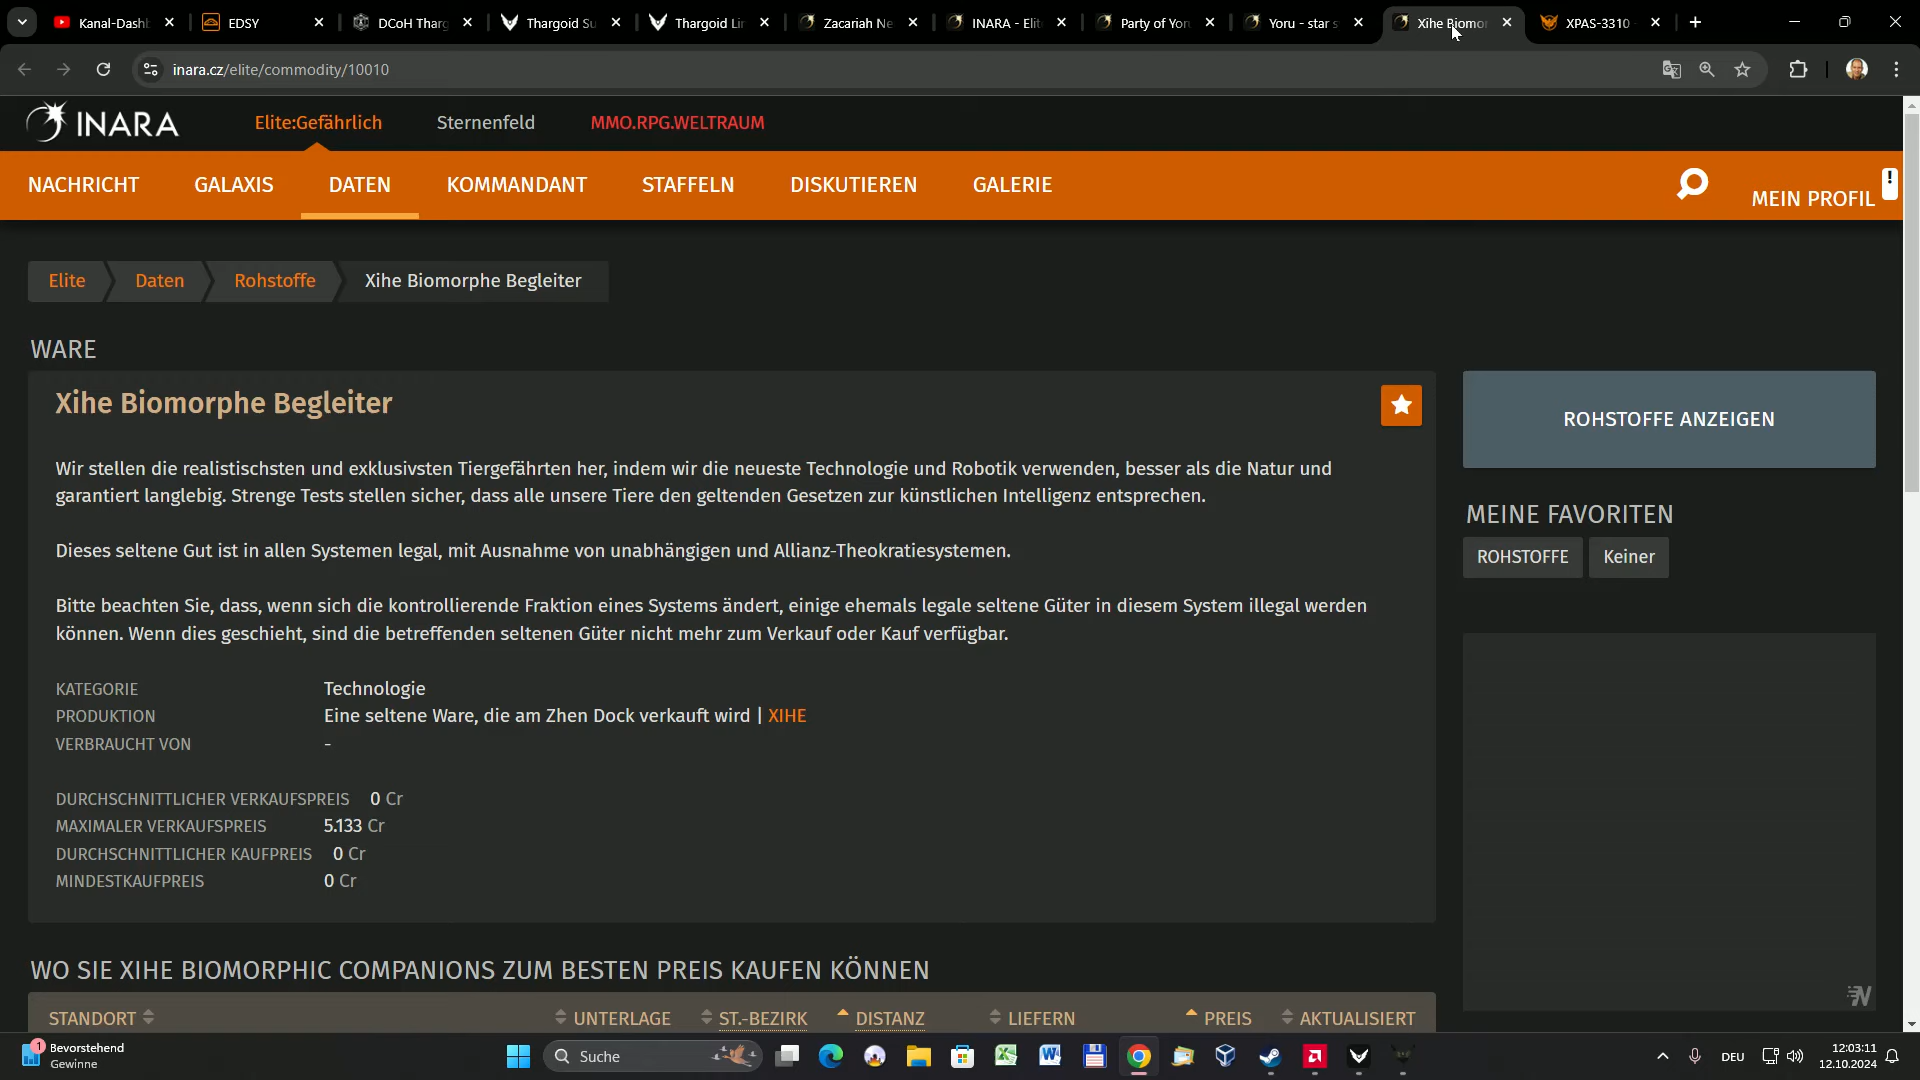 Kanal-Dash
EDSY
DCoH Tharg
Thargoid Su
Thargoid Lin
Zacariah Ne
INARA - Elit
Party of Yor
Yoru - star s
Xihe Biomor
XPAS-3310
inara.cz/elite/commodity/10010
INARA
Elite:Gefährlich
Sternenfeld
MMO.RPG.WELTRAUM
NACHRICHT
GALAXIS
DATEN
KOMMANDANT
STAFFELN
DISKUTIEREN
GALERIE
MEIN PROFIL
!
Elite
Daten
Rohstoffe
Xihe Biomorphe Begleiter
WARE
Xihe Biomorphe Begleiter
Wir stellen die realistischsten und exklusivsten Tiergefährten her, indem wir die neueste Technologie und Robotik verwenden, besser als die Natur und
garantiert langlebig. Strenge Tests stellen sicher, dass alle unsere Tiere den geltenden Gesetzen zur künstlichen Intelligenz entsprechen.
Dieses seltene Gut ist in allen Systemen legal, mit Ausnahme von unabhängigen und Allianz-Theokratiesystemen.
Bitte beachten Sie, dass, wenn sich die kontrollierende Fraktion eines Systems ändert, einige ehemals legale seltene Güter in diesem System illegal werden
können. Wenn dies geschieht, sind die betreffenden seltenen Güter nicht mehr zum Verkauf oder Kauf verfügbar.
KATEGORIE Technologie
PRODUKTION Eine seltene Ware, die am Zhen Dock verkauft wird | XIHE
VERBRAUCHT VON -
DURCHSCHNITTLICHER VERKAUFSPREIS 0 Cr
MAXIMALER VERKAUFSPREIS 5.133 Cr
DURCHSCHNITTLICHER KAUFPREIS 0 Cr
MINDESTKAUFPREIS 0 Cr
ROHSTOFFE ANZEIGEN
MEINE FAVORITEN
ROHSTOFFE
Keiner
WO SIE XIHE BIOMORPHIC COMPANIONS ZUM BESTEN PREIS KAUFEN KÖNNEN
STANDORT UNTERLAGE ST.-BEZIRK DISTANZ LIEFERN PREIS AKTUALISIERT
1
Bevorstehend
Gewinne
Suche
DEU
12:03:11
12.10.2024